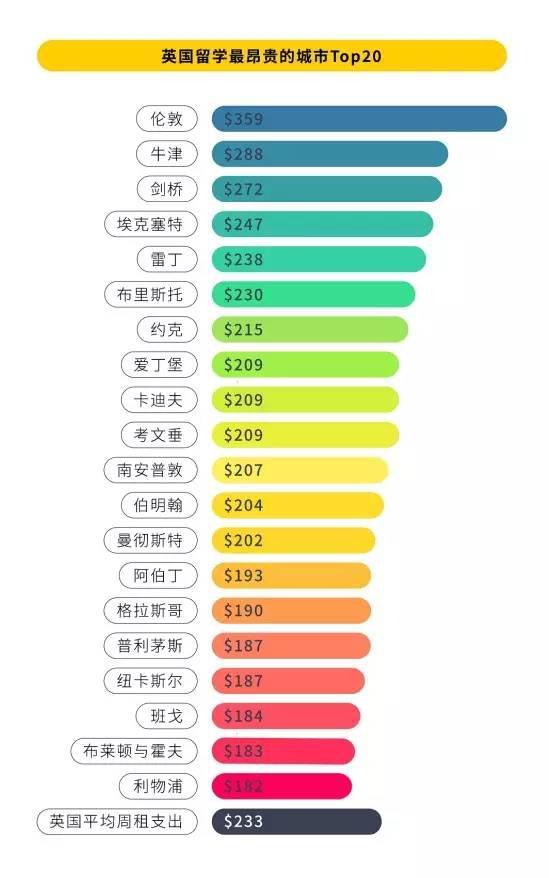 英国留学最昂贵的城市Top20
伦敦 $359
牛津 $288
剑桥 $272
埃克塞特 $247
雷丁 $238
布里斯托 $230
约克 $215
爱丁堡 $209
卡迪夫 $209
考文垂 $209
南安普敦 $207
伯明翰 $204
曼彻斯特 $202
阿伯丁 $193
格拉斯哥 $190
普利茅斯 $187
纽卡斯尔 $187
班戈 $184
布莱顿与霍夫 $183
利物浦 $182
英国平均周租支出 $233